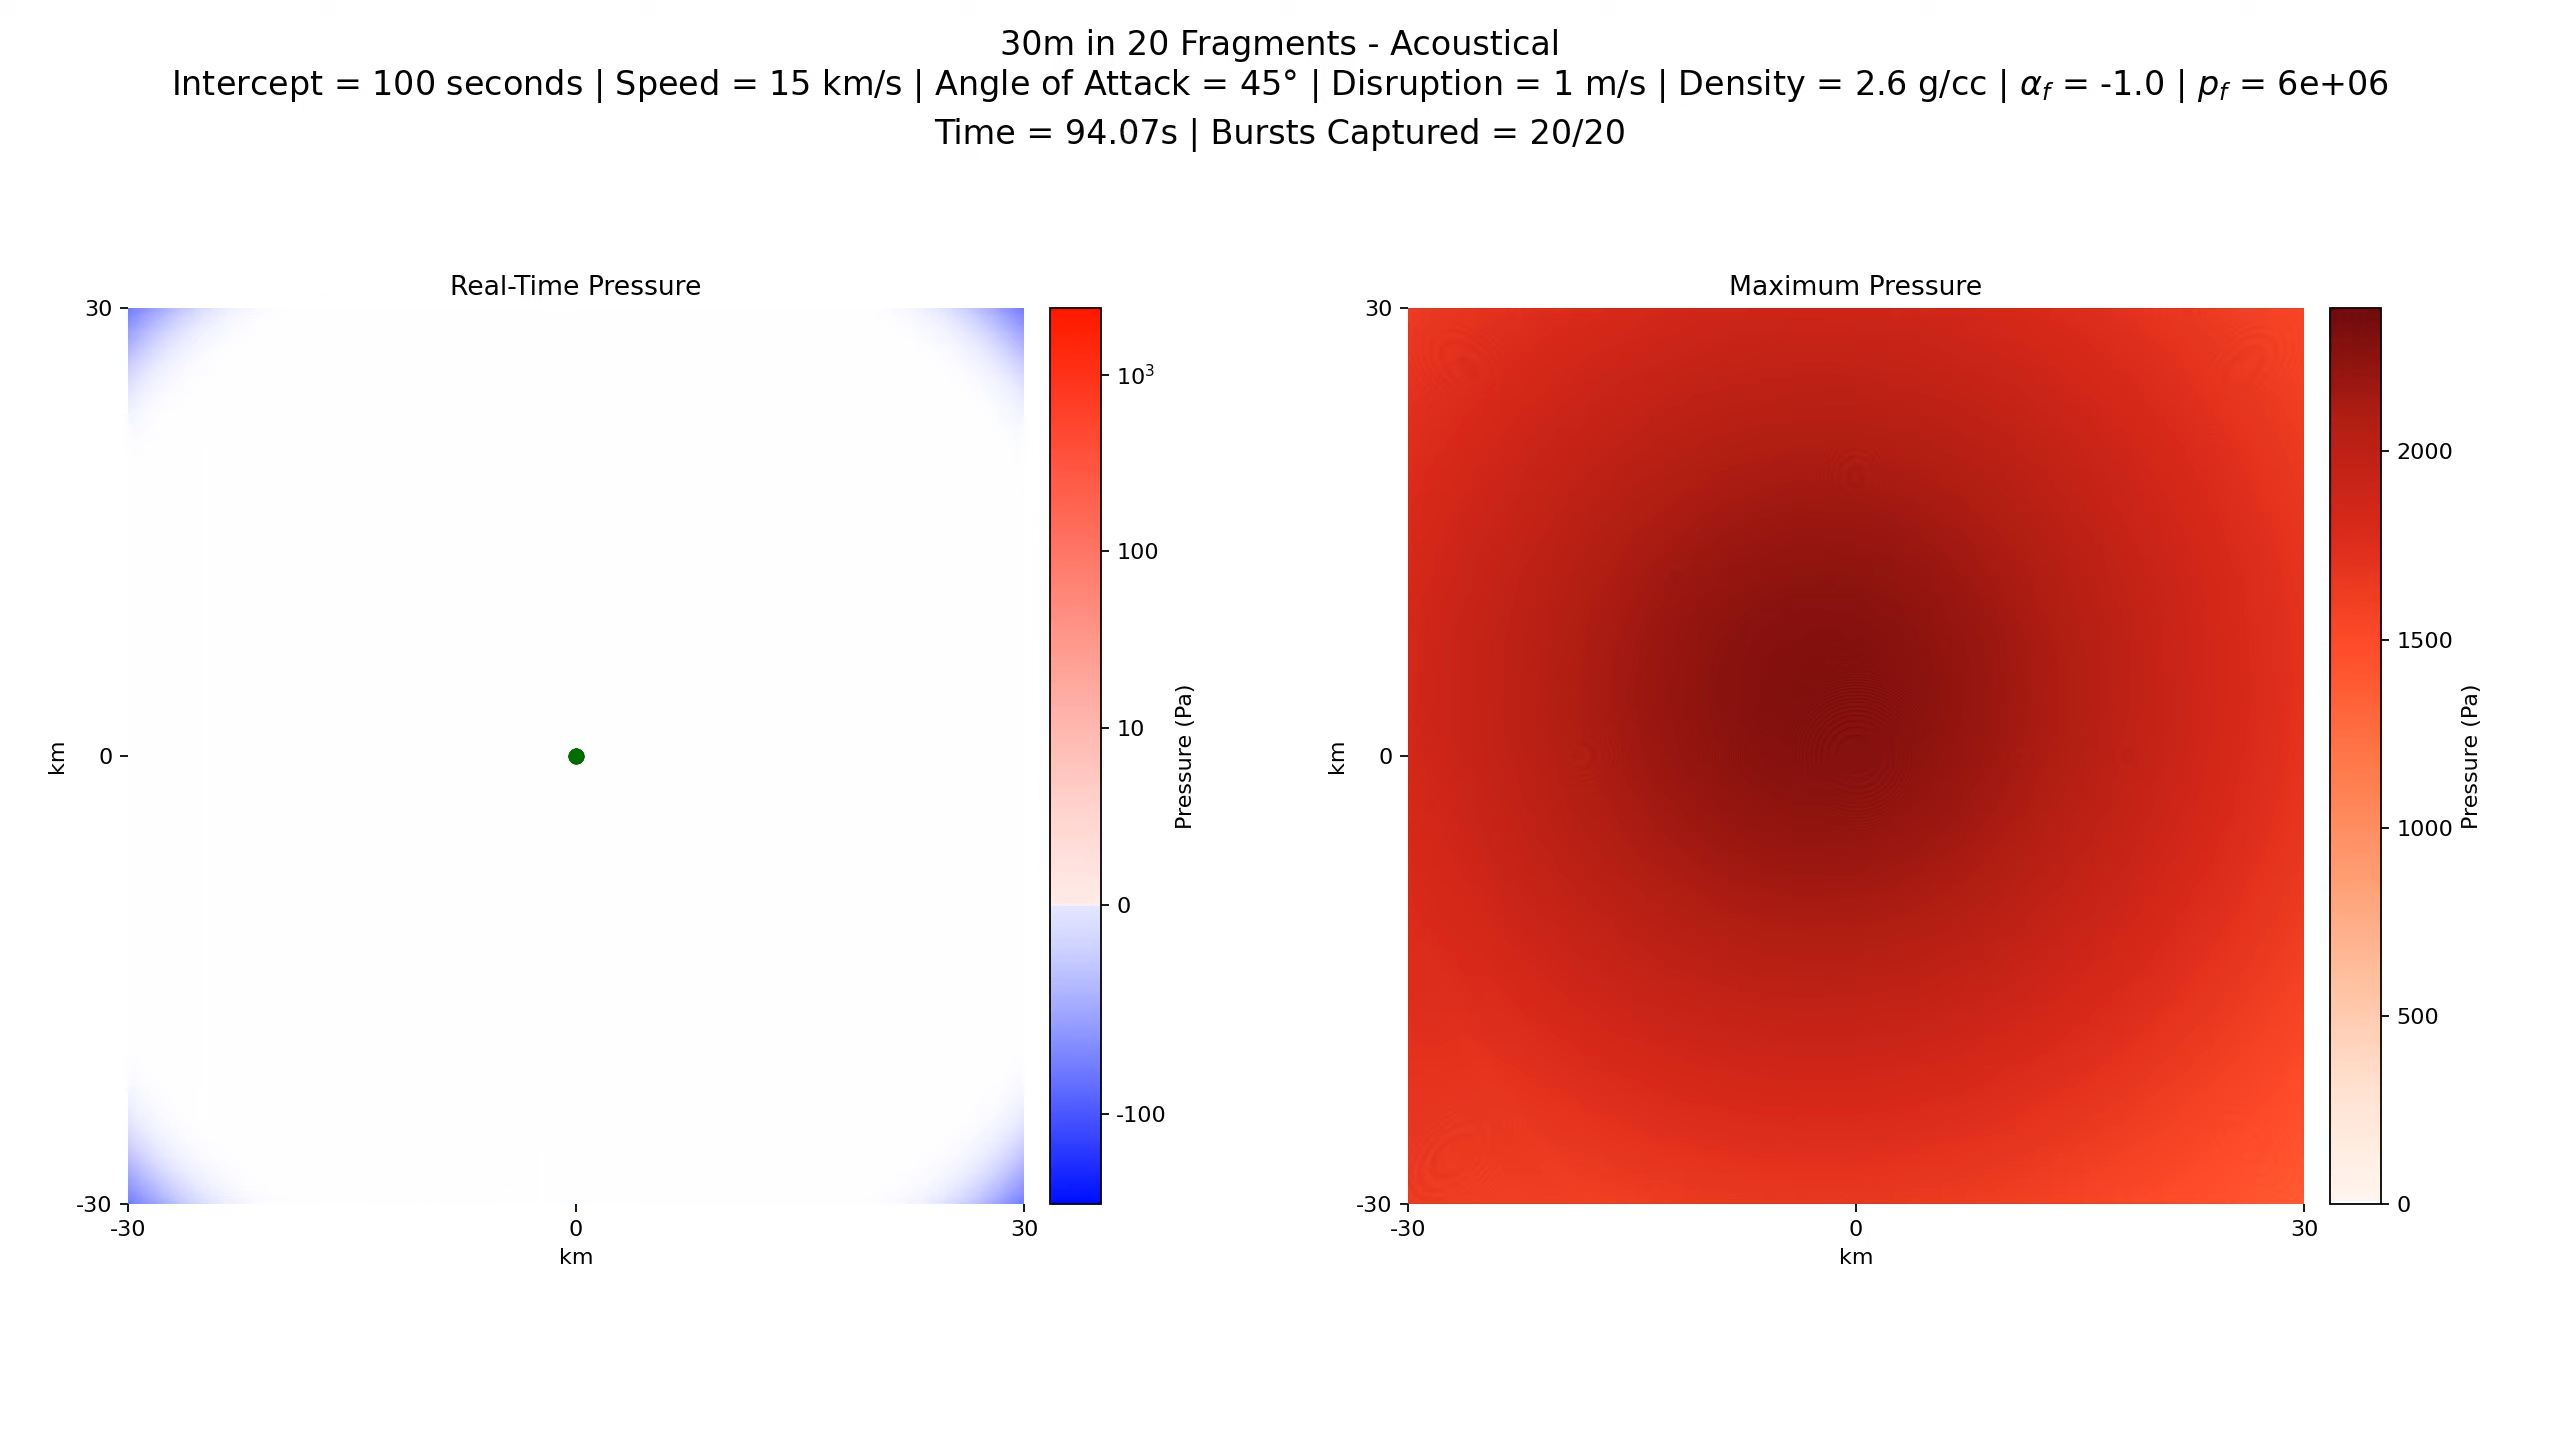 30m in 20 Fragments - Acoustical
Intercept = 100 seconds | Speed = 15 km/s | Angle of Attack = 45° | Disruption = 1 m/s | Density = 2.6 g/cc | α_f = -1.0 | p_f = 6e+06
Time = 94.07s | Bursts Captured = 20/20
Real-Time Pressure
30
0
-30
km
-30
0
30
km
10³
100
10
0
-100
Pressure (Pa)
Maximum Pressure
30
0
-30
km
-30
0
30
km
2000
1500
1000
500
0
Pressure (Pa)